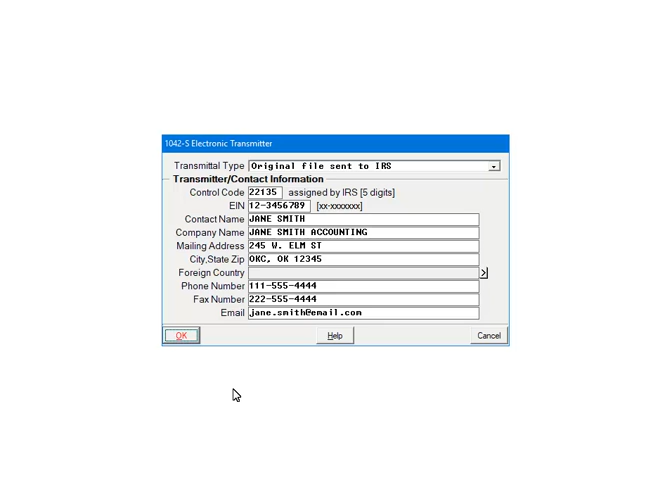 1042-S Electronic Transmitter
Transmittal Type Original file sent to IRS
Transmitter/Contact Information
Control Code 22135 assigned by IRS [5 digits]
EIN 12-3456789 [xx-xxxxxxx]
Contact Name JANE SMITH
Company Name JANE SMITH ACCOUNTING
Mailing Address 245 W. ELM ST
City,State Zip OKC, OK 12345
Foreign Country >
Phone Number 111-555-4444
Fax Number 222-555-4444
Email jane.smith@email.com
OK Help Cancel